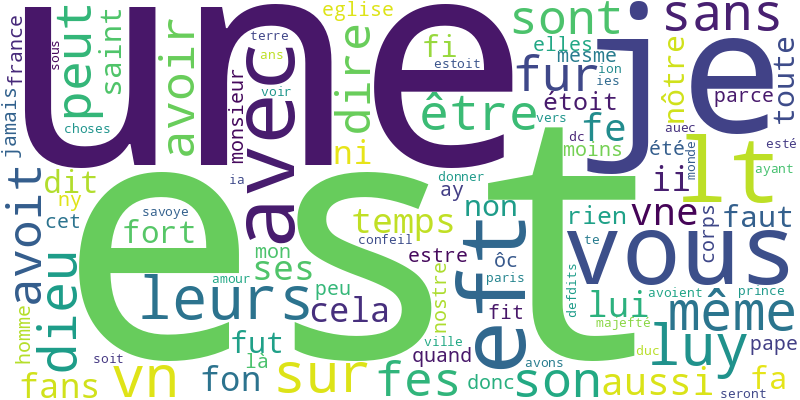 une
je
est
vous
avec
eft
luy
même
leurs
lt
sur
son
vn
avoit
dieu
être
avoir
dire
peut
sont
sans
fur
fe
fes
fon
fans
fa
aussi
lui
vne
ii
faut
nôtre
toute
saint
temps
non
ni
fi
dit
fort
ses
cela
fut
cet
ny
peu
mon
là
donc
quand
fit
ôc
ay
estre
nostre
rien
corps
été
étoit
moins
mesme
elles
eglise
parce
pape
france
jamais
sous
choses
monsieur
terre
ans
voir
estoit
ion
ies
vers
dc
auec
monde
esté
ayant
donner
confeil
savoye
ia
homme
soit
amour
ville
paris
te
defdits
avoient
prince
majefte
duc
avons
seront